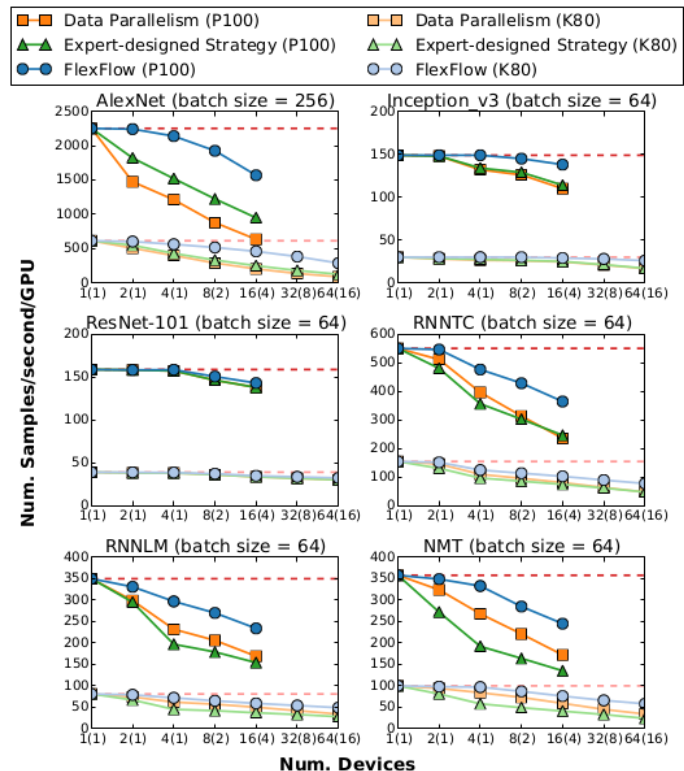 Data Parallelism (P100) Data Parallelism (K80)
Expert-designed Strategy (P100) Expert-designed Strategy (K80)
FlexFlow (P100) FlexFlow (K80)
Num. Samples/second/GPU
AlexNet (batch size = 256)
2500
2000
1500
1000
500
0
1(1) 2(1) 4(1) 8(2) 16(4) 32(8) 64(16)
Inception_v3 (batch size = 64)
200
150
100
50
0
1(1) 2(1) 4(1) 8(2) 16(4) 32(8) 64(16)
ResNet-101 (batch size = 64)
200
150
100
50
0
1(1) 2(1) 4(1) 8(2) 16(4) 32(8) 64(16)
RNNTC (batch size = 64)
600
500
400
300
200
100
0
1(1) 2(1) 4(1) 8(2) 16(4) 32(8) 64(16)
RNNLM (batch size = 64)
400
350
300
250
200
150
100
50
0
1(1) 2(1) 4(1) 8(2) 16(4) 32(8) 64(16)
NMT (batch size = 64)
400
350
300
250
200
150
100
50
0
1(1) 2(1) 4(1) 8(2) 16(4) 32(8) 64(16)
Num. Devices